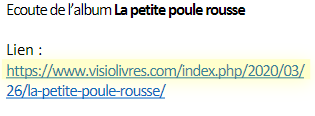 Ecoute de l'album La petite poule rousse
Lien :
https://www.visiolivres.com/index.php/2020/03/
26/la-petite-poule-rousse/